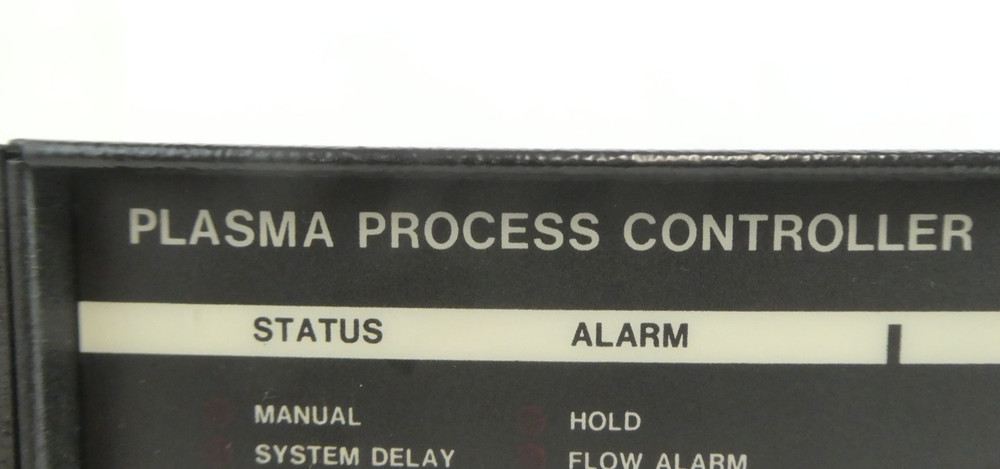 PLASMA PROCESS CONTROLLER
STATUS ALARM
MANUAL HOLD
SYSTEM DELAY FLOW ALARM